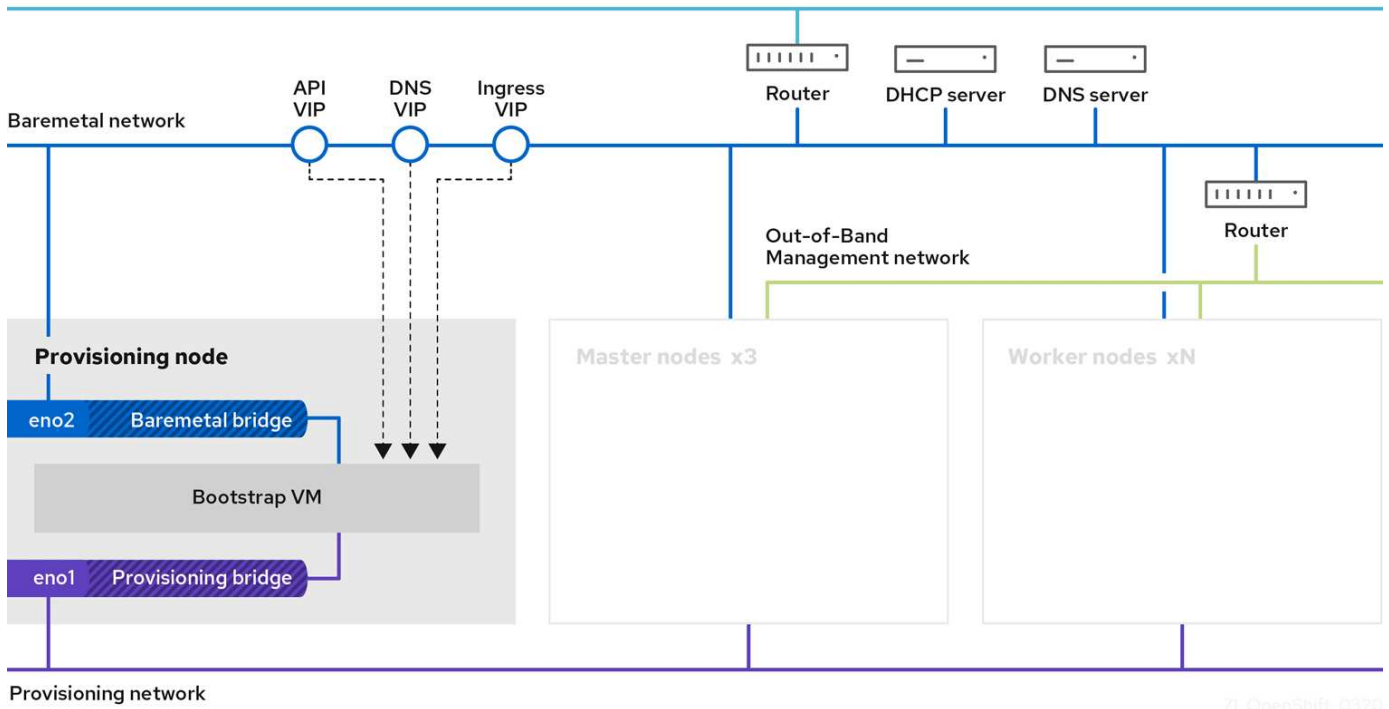 API
VIP
DNS
VIP
Ingress
VIP
Router
DHCP server
DNS server
Baremetal network
Router
Out-of-Band
Management network
Provisioning node
Master nodes x3
Worker nodes xN
eno2
Baremetal bridge
Bootstrap VM
eno1
Provisioning bridge
Provisioning network
71_OpenShift_0320